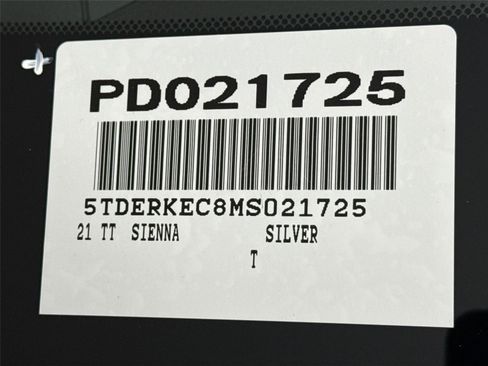 PD021725
5TDERKEC8MS021725
21 TT SIENNA SILVER
T